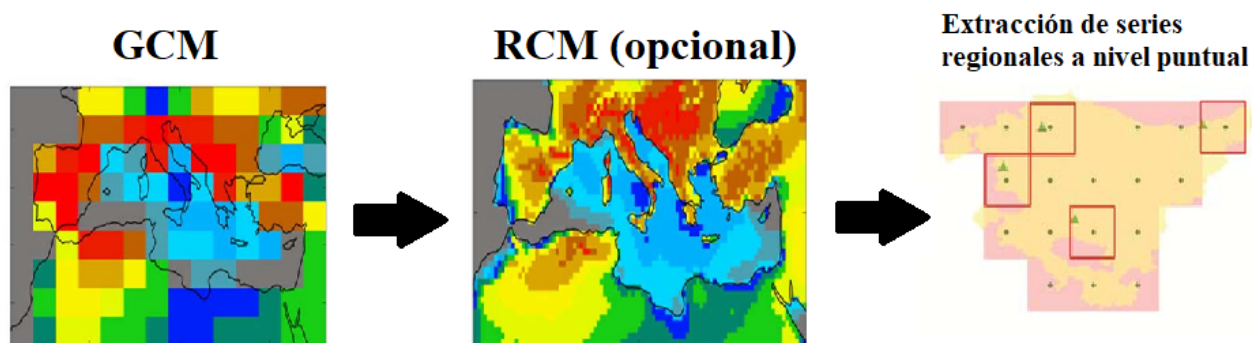 GCM
RCM (opcional)
Extracción de series
regionales a nivel puntual